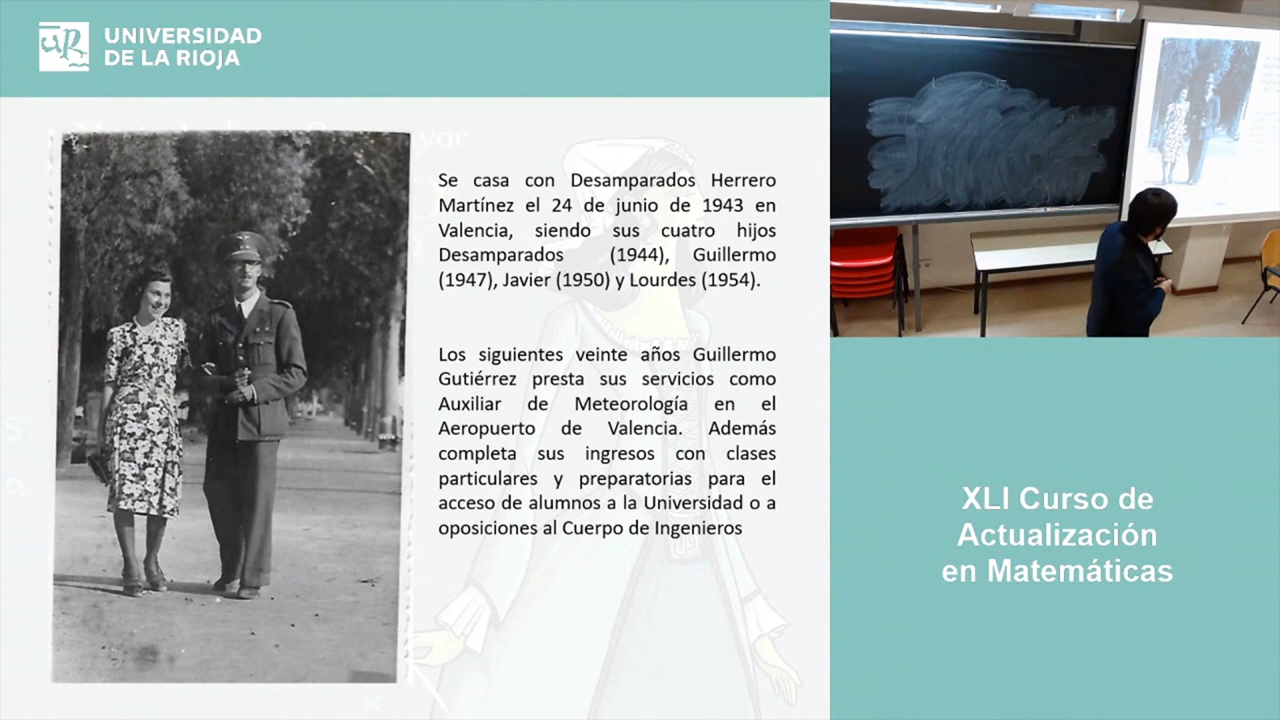 UNIVERSIDAD
DE LA RIOJA
Se casa con Desamparados Herrero
Martínez el 24 de junio de 1943 en
Valencia, siendo sus cuatro hijos
Desamparados (1944), Guillermo
(1947), Javier (1950) y Lourdes (1954).
Los siguientes veinte años Guillermo
Gutiérrez presta sus servicios como
Auxiliar de Meteorología en el
Aeropuerto de Valencia. Además
completa sus ingresos con clases
particulares y preparatorias para el
acceso de alumnos a la Universidad o a
oposiciones al Cuerpo de Ingenieros
XLI Curso de
Actualización
en Matemáticas